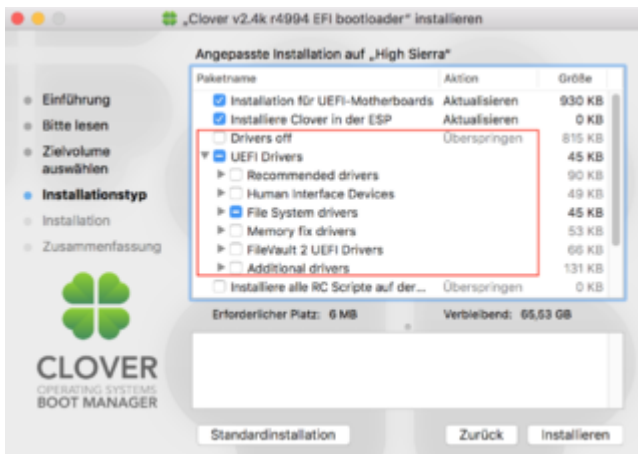 „Clover v2.4k r4994 EFI bootloader“ installieren
Angepasste Installation auf „High Sierra“
Paketname Aktion Größe
Installation für UEFI-Motherboards Aktualisieren 930 KB
Installiere Clover in der ESP Aktualisieren 0 KB
Drivers off Überspringen 815 KB
UEFI Drivers 45 KB
Recommended drivers 90 KB
Human Interface Devices 49 KB
File System drivers 45 KB
Memory fix drivers 53 KB
FileVault 2 UEFI Drivers 66 KB
Additional drivers 131 KB
Installiere alle RC Scripte auf der... Überspringen 0 KB
Einführung
Bitte lesen
Zielvolume
auswählen
Installationstyp
Installation
Zusammenfassung
Erforderlicher Platz: 6 MB Verbleibend: 65,53 GB
CLOVER
OPERATING SYSTEMS
BOOT MANAGER
Standardinstallation Zurück Installieren